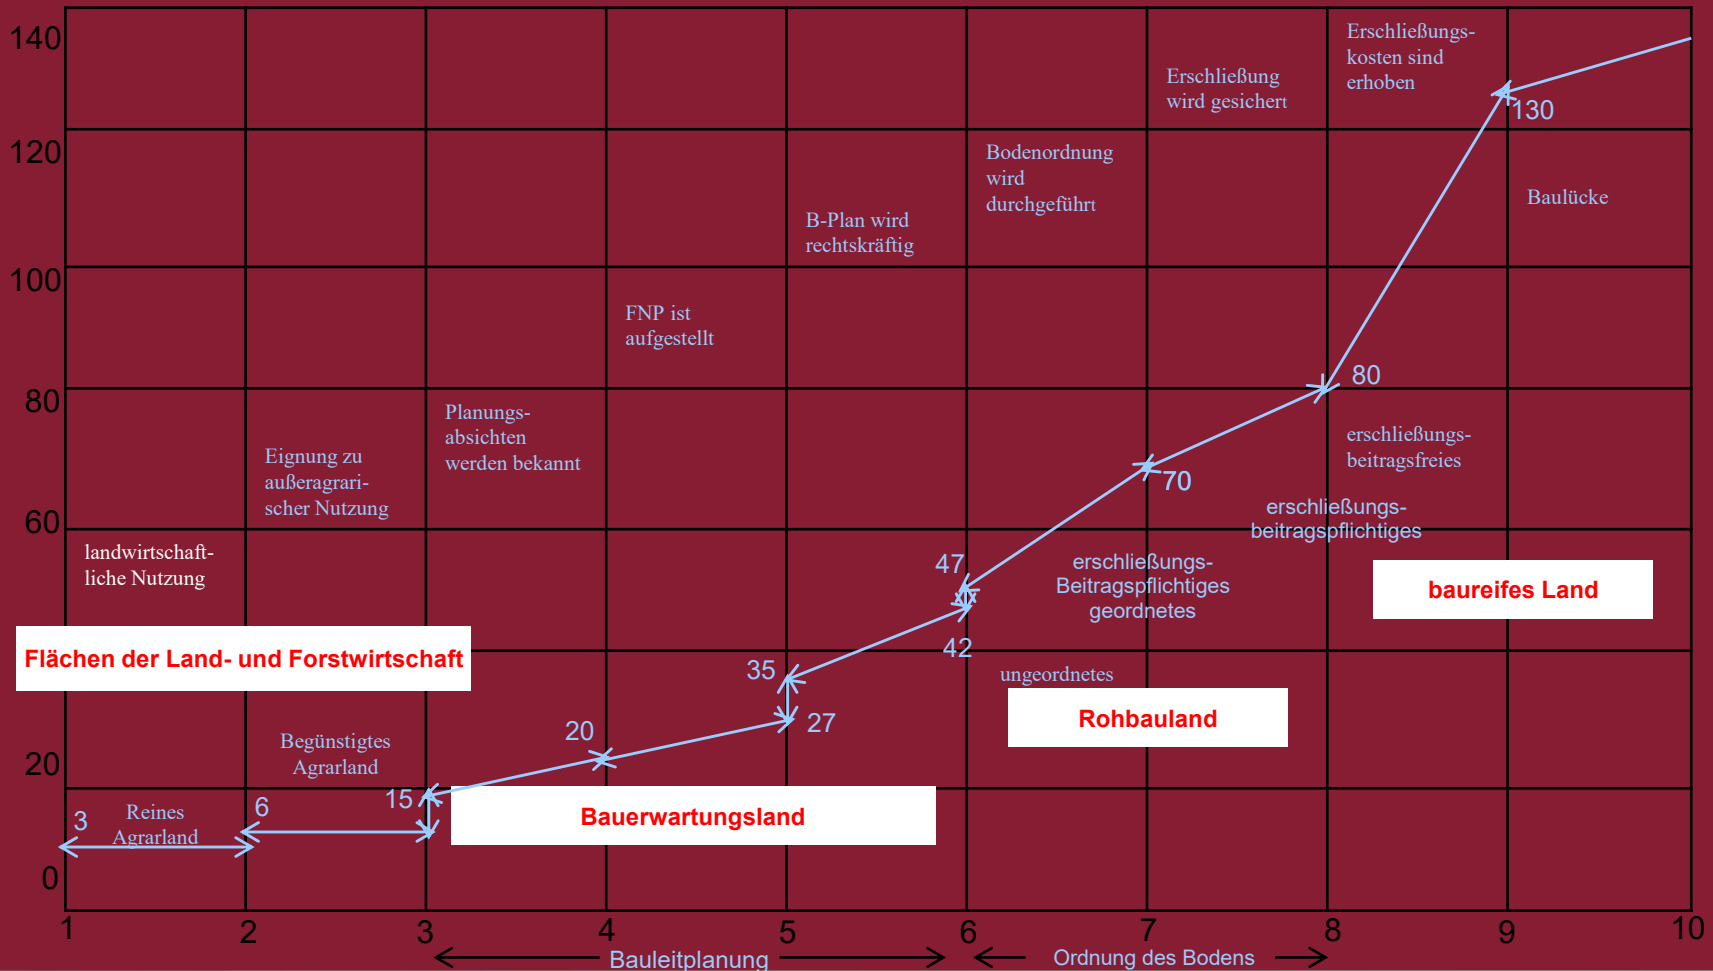 140
120
100
80
60
20
0
Erschließungs-
kosten sind
erhoben
Erschließung
wird gesichert
130
Bodenordnung
wird
durchgeführt
Baulücke
B-Plan wird
rechtskräftig
FNP ist
aufgestellt
80
Planungs-
absichten
werden bekannt
erschließungs-
beitragsfreies
Eignung zu
außeragrari-
scher Nutzung
70
erschließungs-
beitragspflichtiges
landwirtschaft-
liche Nutzung
47
erschließungs-
Beitragspflichtiges
geordnetes
baureifes Land
Flächen der Land- und Forstwirtschaft
42
35
ungeordnetes
Rohbauland
27
20
Begünstigtes
Agrarland
15
Bauerwartungsland
6
3
Reines
Agrarland
1 2 3 4 5 6 7 8 9 10
Bauleitplanung
Ordnung des Bodens